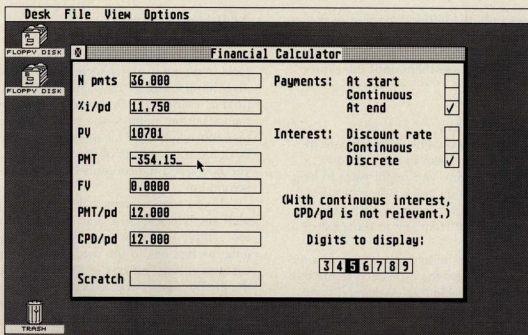 Desk File View Options
FLOPPY DISK
FLOPPY DISK
Financial Calculator
N pmts 36.000
%i/pd 11.750
PV 10701
PMT -354.15_
FV 0.0000
PMT/pd 12.000
CPD/pd 12.000
Scratch
Payments: At start
Continuous
At end
Interest: Discount rate
Continuous
Discrete
(With continuous interest,
CPD/pd is not relevant.)
Digits to display:
3 4 5 6 7 8 9
TRASH